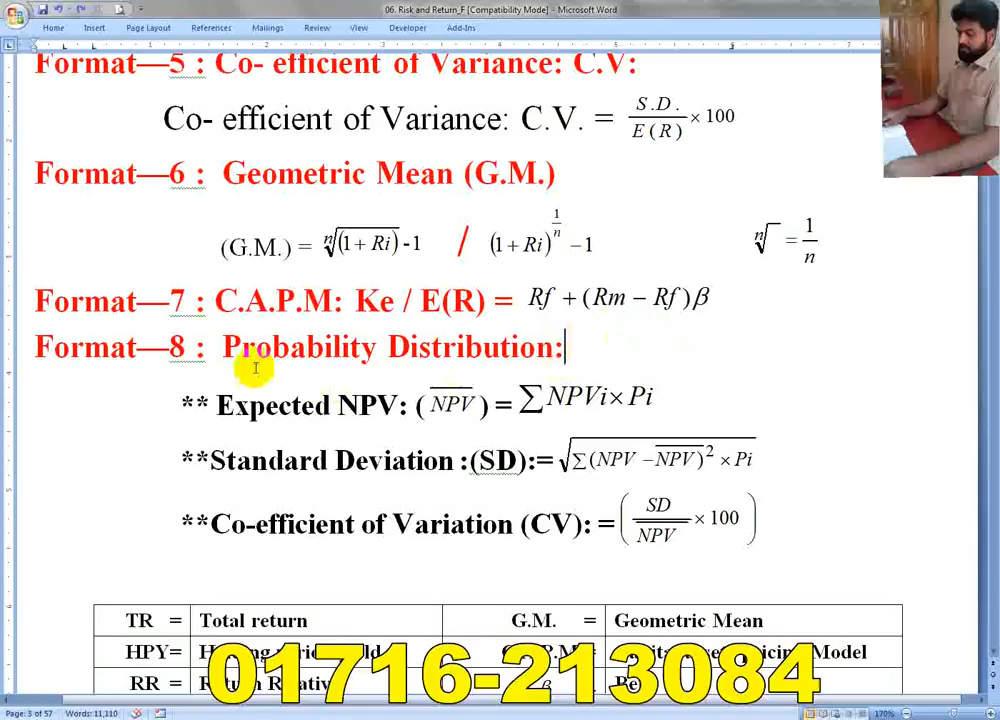 06. Risk and Return_F [Compatibility Mode] - Microsoft Word
Home Insert Page Layout References Mailings Review View Developer Add-Ins
Format—5 : Co- efficient of Variance: C.V:
Co- efficient of Variance: C.V. = S.D. / E(R) × 100
Format—6 : Geometric Mean (G.M.)
(G.M.) = ⁿ√(1 + Ri) - 1 / (1 + Ri)^(1/n) − 1 ⁿ√ = 1/n
Format—7 : C.A.P.M: Ke / E(R) = Rf + (Rm − Rf)β
Format—8 : Probability Distribution:
** Expected NPV: ( N̅P̅V̅ ) = ∑NPVi × Pi
**Standard Deviation :(SD):= √∑(NPV − N̅P̅V̅)² × Pi
**Co-efficient of Variation (CV): = (SD / N̅P̅V̅ × 100)
TR = Total return G.M. = Geometric Mean
HPY= Model
RR =
01716-213084
Page: 3 of 57 Words: 11,110 170%